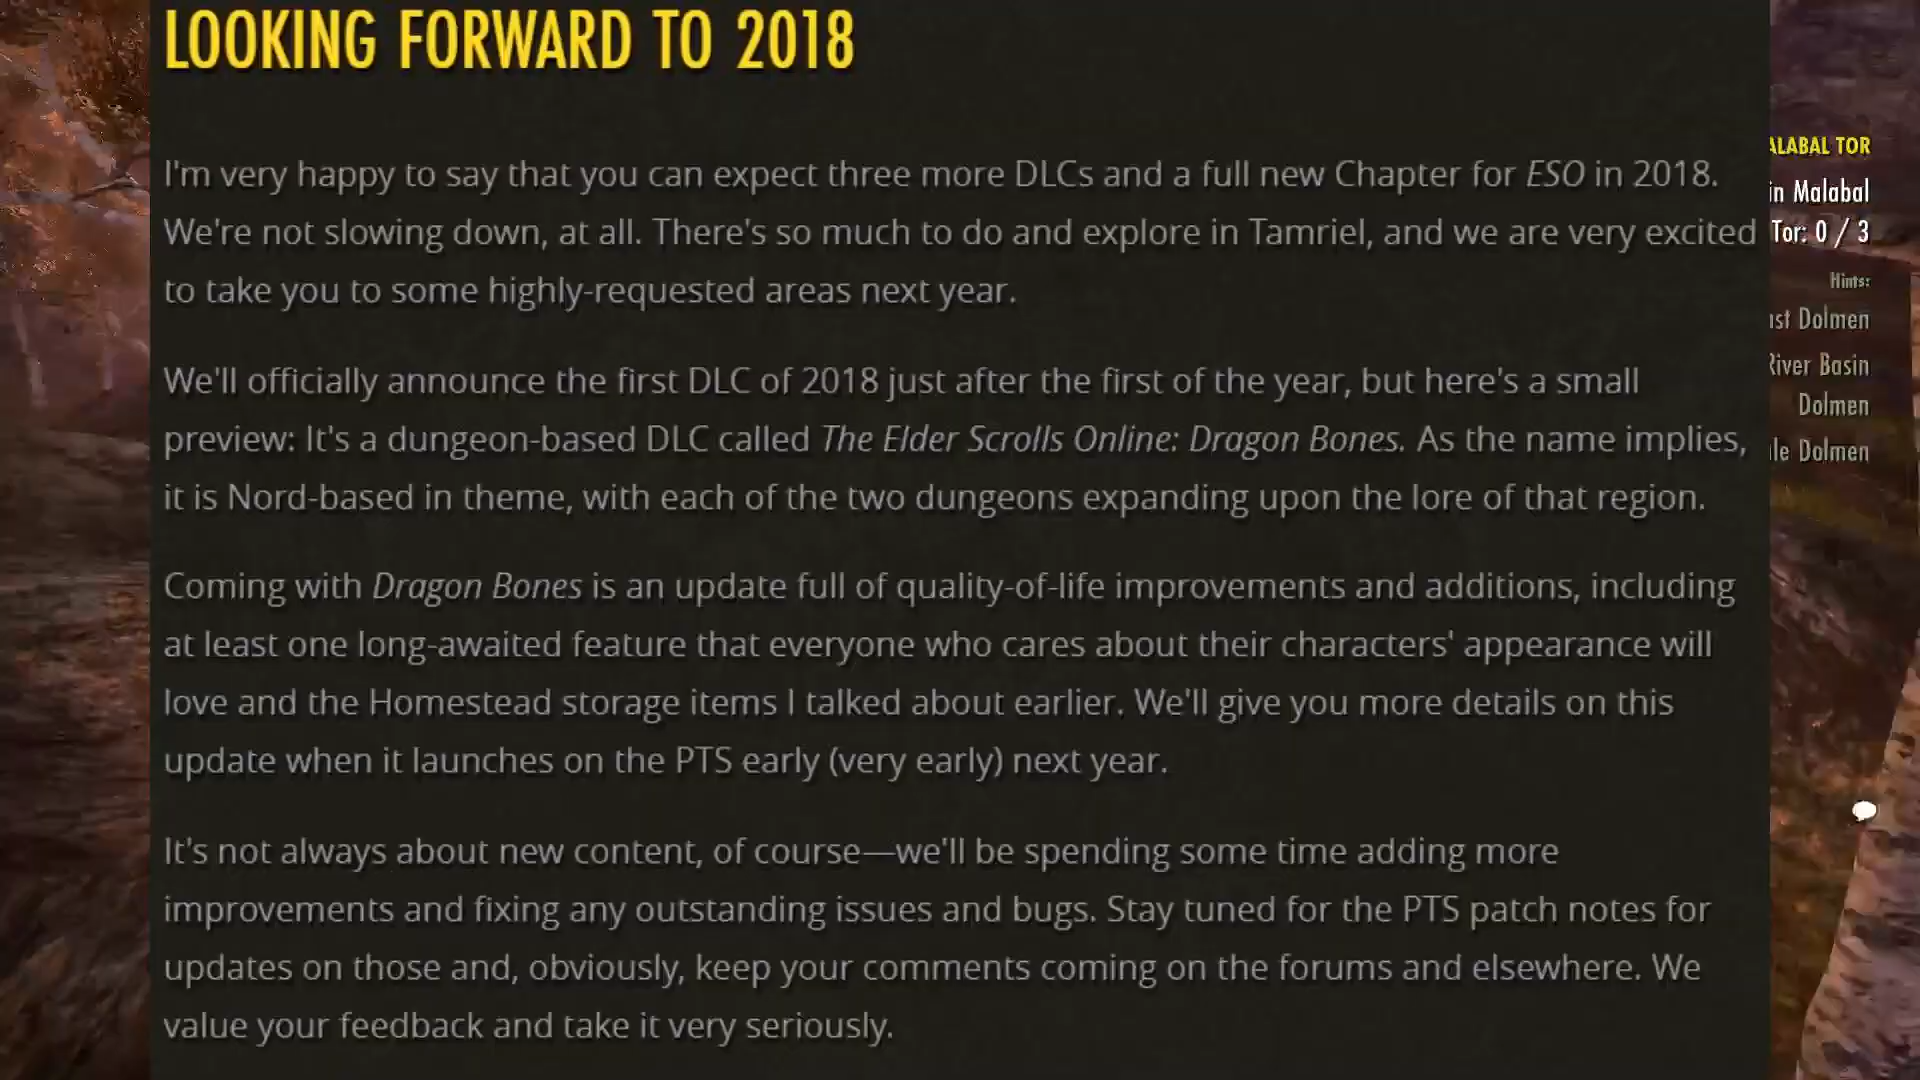 LOOKING FORWARD TO 2018
I'm very happy to say that you can expect three more DLCs and a full new Chapter for ESO in 2018.
We're not slowing down, at all. There's so much to do and explore in Tamriel, and we are very excited
to take you to some highly-requested areas next year.
We'll officially announce the first DLC of 2018 just after the first of the year, but here's a small
preview: It's a dungeon-based DLC called The Elder Scrolls Online: Dragon Bones. As the name implies,
it is Nord-based in theme, with each of the two dungeons expanding upon the lore of that region.
Coming with Dragon Bones is an update full of quality-of-life improvements and additions, including
at least one long-awaited feature that everyone who cares about their characters' appearance will
love and the Homestead storage items I talked about earlier. We'll give you more details on this
update when it launches on the PTS early (very early) next year.
It's not always about new content, of course—we'll be spending some time adding more
improvements and fixing any outstanding issues and bugs. Stay tuned for the PTS patch notes for
updates on those and, obviously, keep your comments coming on the forums and elsewhere. We
value your feedback and take it very seriously.
ALABAL TOR
in Malabal
Tor: 0 / 3
Hints:
Dolmen
River Basin
Dolmen
Dolmen